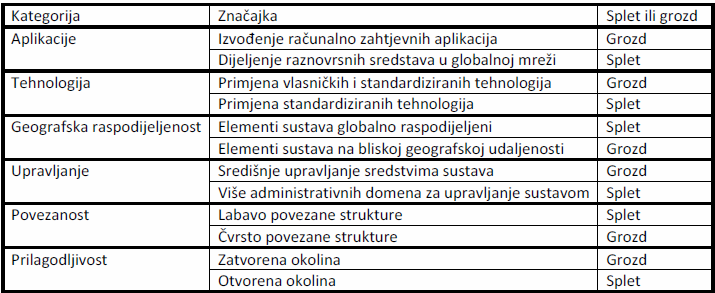 Kategorija Značajka Splet ili grozd
Aplikacije Izvođenje računalno zahtjevnih aplikacija Grozd
Dijeljenje raznovrsnih sredstava u globalnoj mreži Splet
Tehnologija Primjena vlasničkih i standardiziranih tehnologija Grozd
Primjena standardiziranih tehnologija Splet
Geografska raspodijeljenost Elementi sustava globalno raspodijeljeni Splet
Elementi sustava na bliskoj geografskoj udaljenosti Grozd
Upravljanje Središnje upravljanje sredstvima sustava Grozd
Više administrativnih domena za upravljanje sustavom Splet
Povezanost Labavo povezane strukture Splet
Čvrsto povezane strukture Grozd
Prilagodljivost Zatvorena okolina Grozd
Otvorena okolina Splet